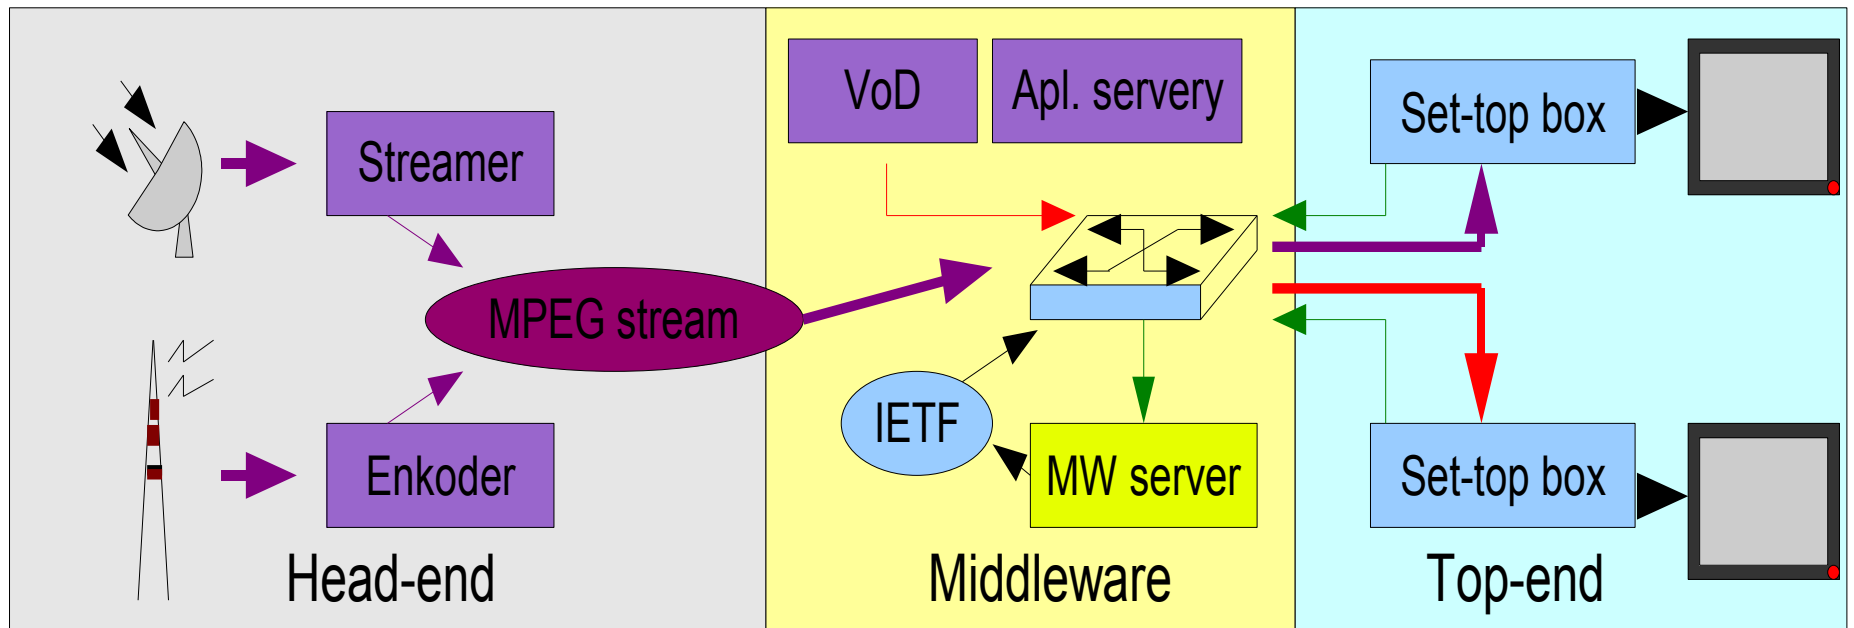 VoD
Apl. servery
Set-top box
Streamer
MPEG stream
IETF
Enkoder
MW server
Set-top box
Head-end
Middleware
Top-end